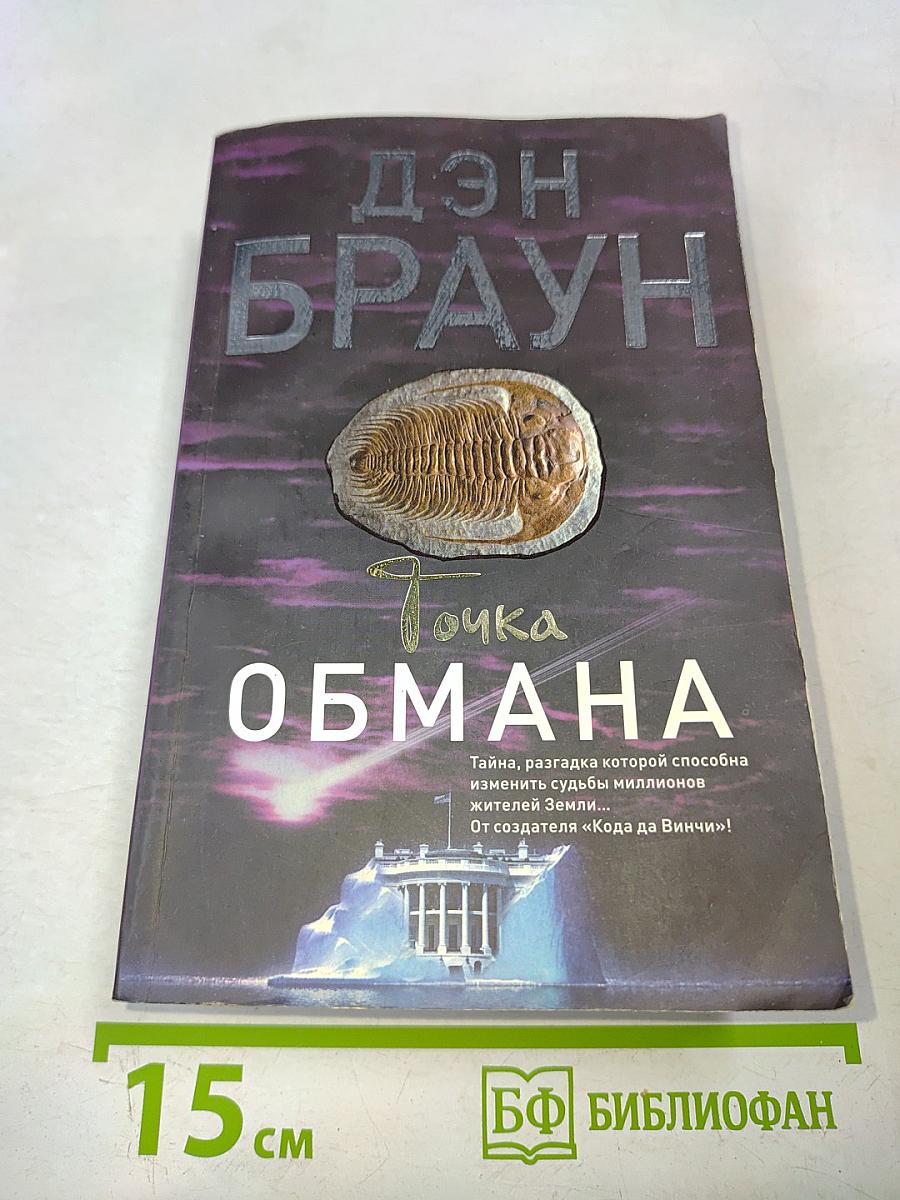 ДЭН
БРАУН
Точка
ОБМАНА
Тайна, разгадка которой способна
изменить судьбы миллионов
жителей Земли...
От создателя «Кода да Винчи»!
15 см
БФ БИБЛИОФАН